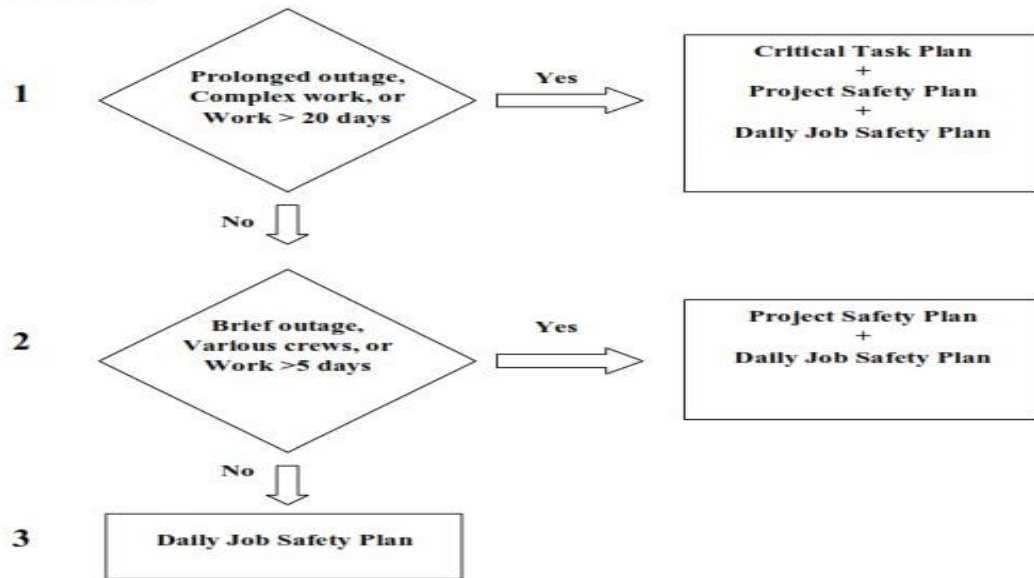 1
Prolonged outage,
Complex work, or
Work > 20 days
Yes
Critical Task Plan
+
Project Safety Plan
+
Daily Job Safety Plan
No
2
Brief outage,
Various crews, or
Work >5 days
Yes
Project Safety Plan
+
Daily Job Safety Plan
No
3
Daily Job Safety Plan